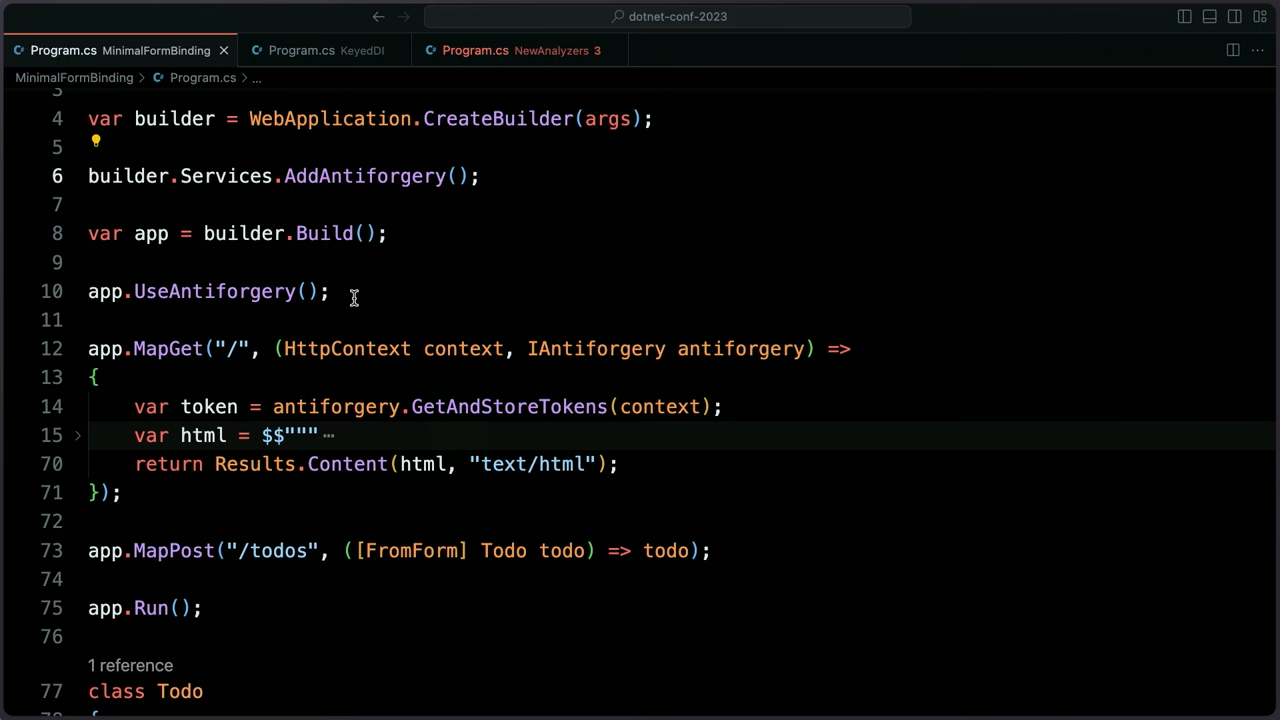 dotnet-conf-2023
Program.cs MinimalFormBinding Program.cs KeyedDI Program.cs NewAnalyzers 3
MinimalFormBinding > Program.cs > ...
3
4 var builder = WebApplication.CreateBuilder(args);
5
6 builder.Services.AddAntiforgery();
7
8 var app = builder.Build();
9
10 app.UseAntiforgery();
11
12 app.MapGet("/", (HttpContext context, IAntiforgery antiforgery) =>
13 {
14 var token = antiforgery.GetAndStoreTokens(context);
15 var html = $$""" ⋯
70 return Results.Content(html, "text/html");
71 });
72
73 app.MapPost("/todos", ([FromForm] Todo todo) => todo);
74
75 app.Run();
76
1 reference
77 class Todo
78 {